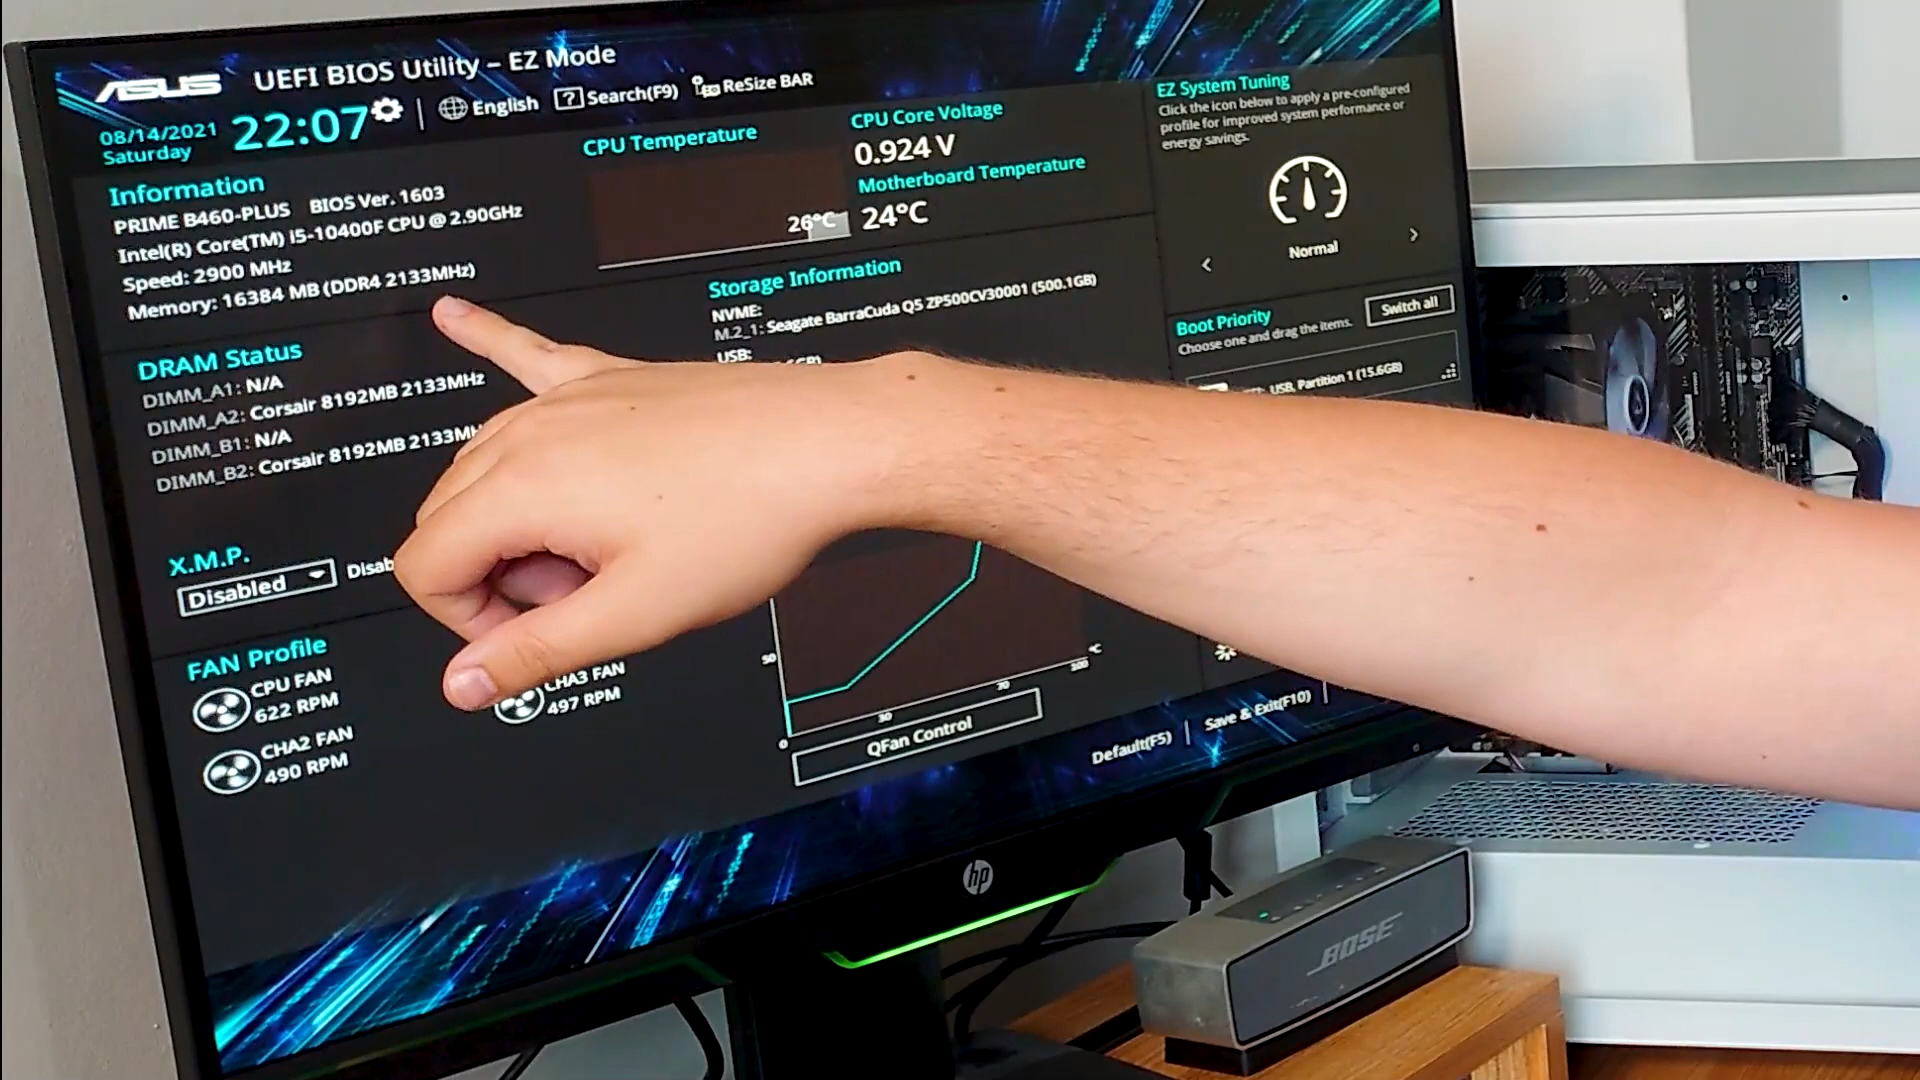 ASUS
UEFI BIOS Utility – EZ Mode
08/14/2021
Saturday
22:07
English
Search(F9)
ReSize BAR
Information
PRIME B460-PLUS BIOS Ver. 1603
Intel(R) Core(TM) i5-10400F CPU @ 2.90GHz
Speed: 2900 MHz
Memory: 16384 MB (DDR4 2133MHz)
CPU Temperature
26°C
CPU Core Voltage
0.924 V
Motherboard Temperature
24°C
EZ System Tuning
Click the icon below to apply a pre-configured
profile for improved system performance or
energy savings.
Normal
DRAM Status
DIMM_A1: N/A
DIMM_A2: Corsair 8192MB 2133MHz
DIMM_B1: N/A
DIMM_B2: Corsair 8192MB 2133MH
Storage Information
NVME:
M.2_1: Seagate BarraCuda Q5 ZP500CV30001 (500.1GB)
USB:
Boot Priority
Choose one and drag the items.
Switch all
USB, Partition 1 (15.6GB)
X.M.P.
Disabled
Disab
FAN Profile
CPU FAN
622 RPM
CHA3 FAN
497 RPM
CHA2 FAN
490 RPM
50
0
30
70
100
°C
QFan Control
Default(F5)
Save & Exit(F10)
hp
BOSE